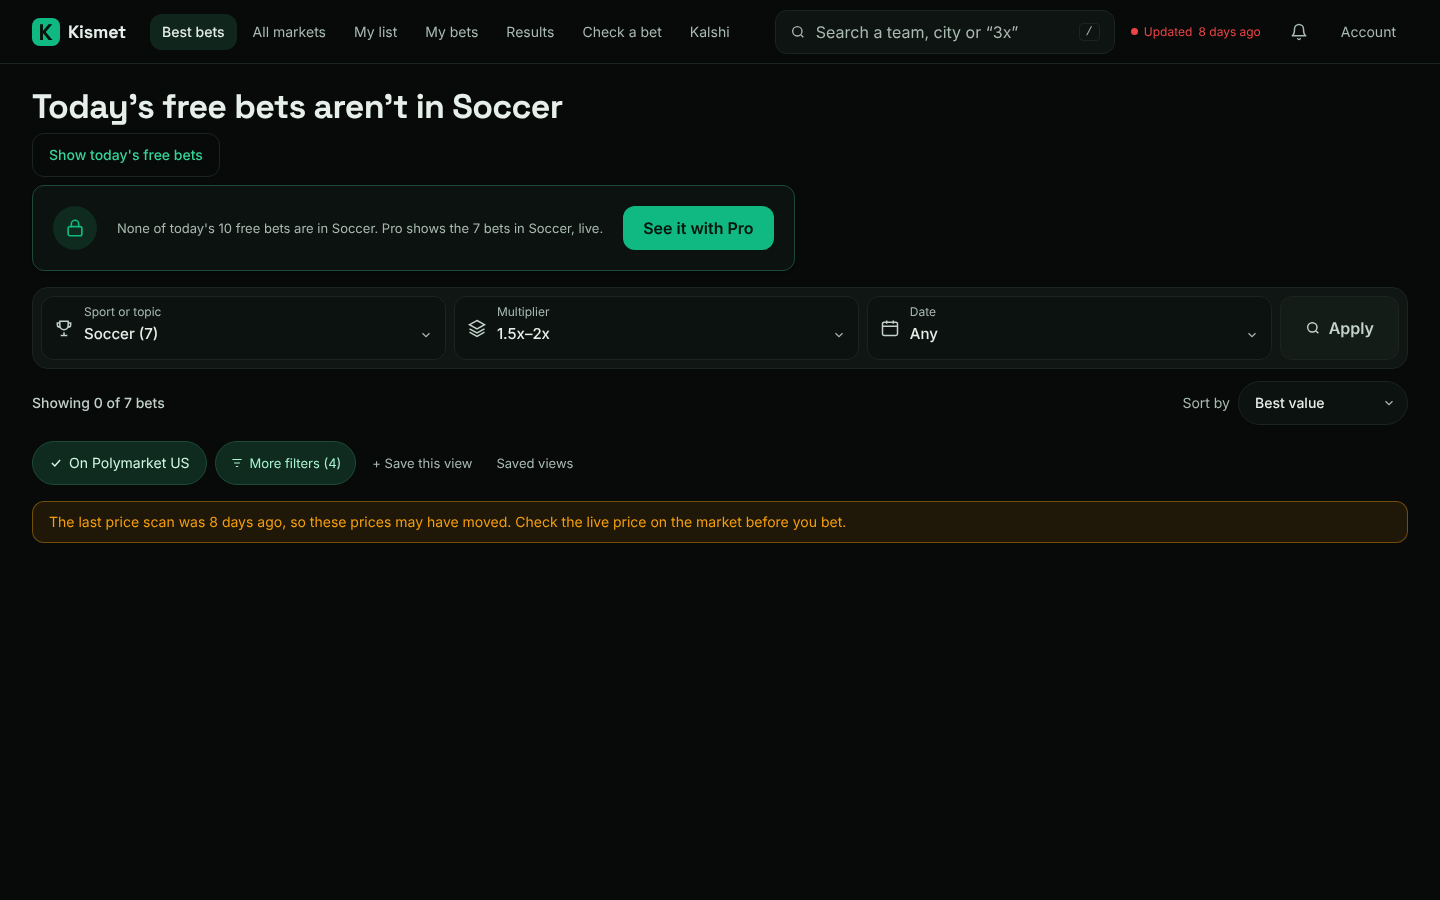 Kismet
Best bets
All markets
My list
My bets
Results
Check a bet
Kalshi
Search a team, city or “3x”
/
Updated 8 days ago
Account
Today’s free bets aren’t in Soccer
Show today's free bets
None of today's 10 free bets are in Soccer. Pro shows the 7 bets in Soccer, live.
See it with Pro
Sport or topic
Soccer (7)
Multiplier
1.5x–2x
Date
Any
Apply
Showing 0 of 7 bets
Sort by
Best value
On Polymarket US
More filters (4)
+ Save this view
Saved views
The last price scan was 8 days ago, so these prices may have moved. Check the live price on the market before you bet.